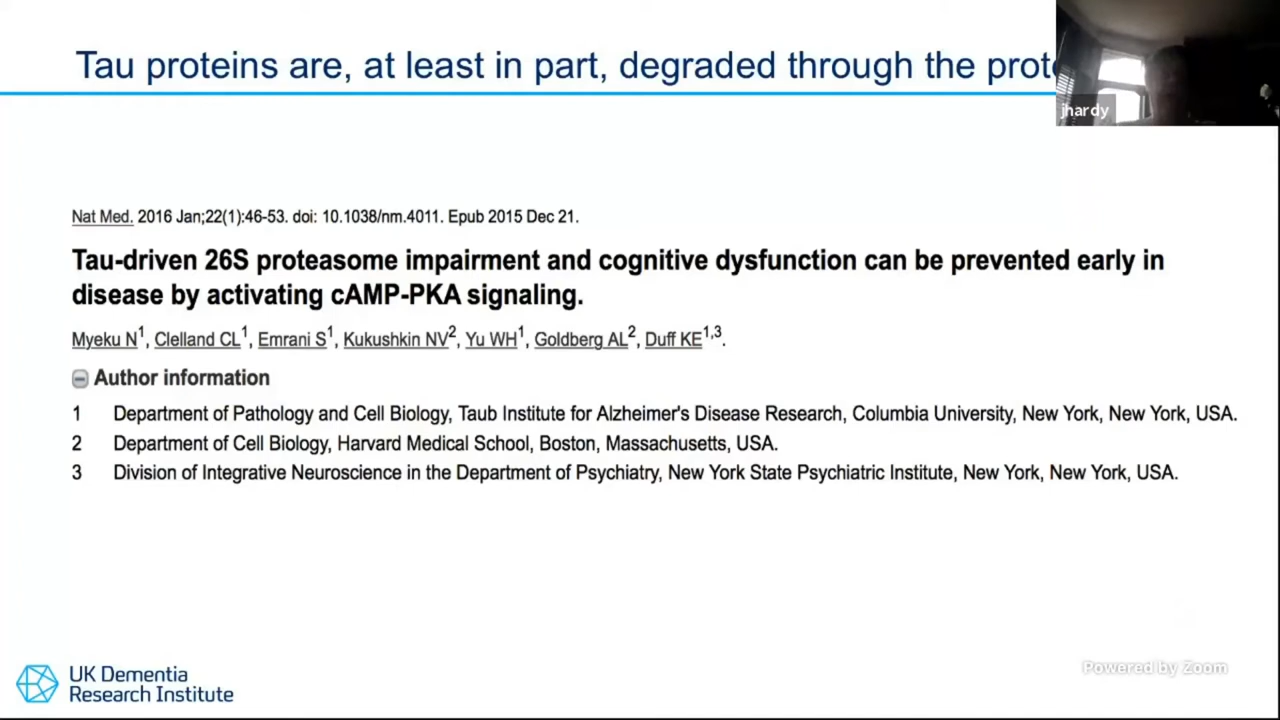 Tau proteins are, at least in part, degraded through the prote
jhardy
Nat Med. 2016 Jan;22(1):46-53. doi: 10.1038/nm.4011. Epub 2015 Dec 21.
Tau-driven 26S proteasome impairment and cognitive dysfunction can be prevented early in
disease by activating cAMP-PKA signaling.
Myeku N1, Clelland CL1, Emrani S1, Kukushkin NV2, Yu WH1, Goldberg AL2, Duff KE1,3.
Author information
1 Department of Pathology and Cell Biology, Taub Institute for Alzheimer's Disease Research, Columbia University, New York, New York, USA.
2 Department of Cell Biology, Harvard Medical School, Boston, Massachusetts, USA.
3 Division of Integrative Neuroscience in the Department of Psychiatry, New York State Psychiatric Institute, New York, New York, USA.
UK Dementia
Research Institute
Powered by Zoom